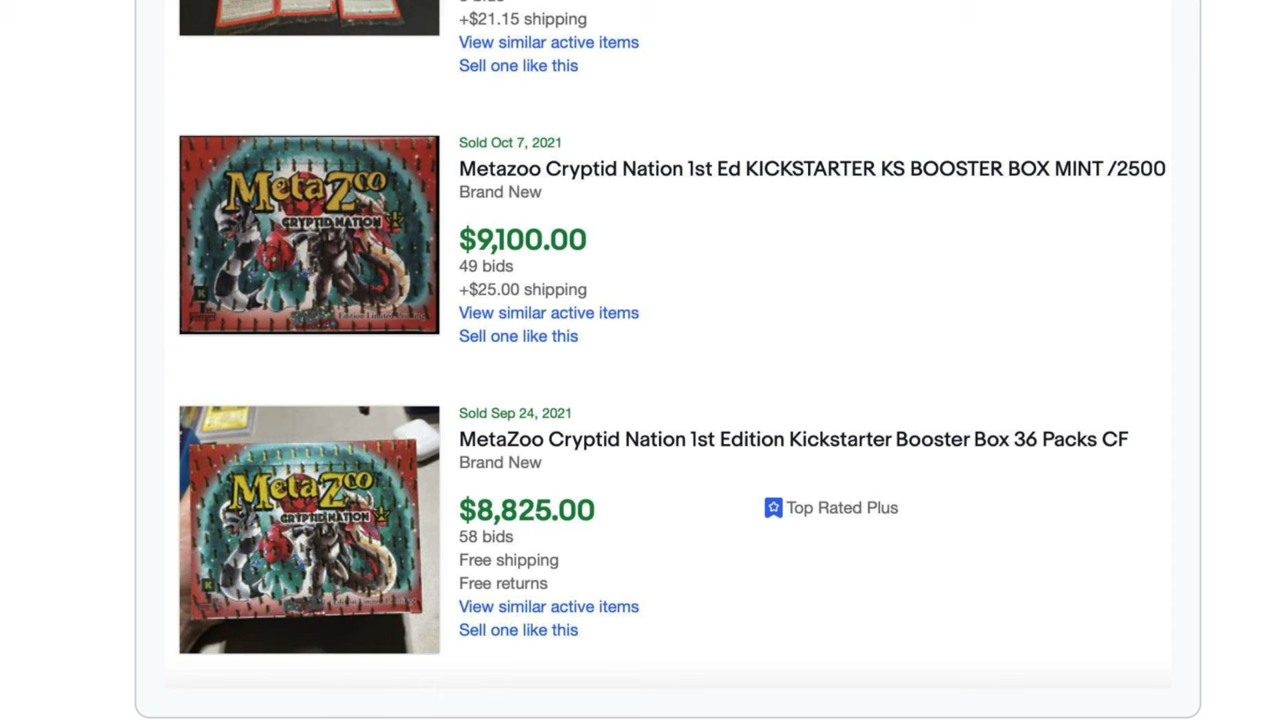 +$21.15 shipping
View similar active items
Sell one like this
Sold Oct 7, 2021
Metazoo Cryptid Nation 1st Ed KICKSTARTER KS BOOSTER BOX MINT /2500
Brand New
MetaZoo
CRYPTID NATION
$9,100.00
49 bids
+$25.00 shipping
View similar active items
Sell one like this
Sold Sep 24, 2021
MetaZoo Cryptid Nation 1st Edition Kickstarter Booster Box 36 Packs CF
Brand New
MetaZoo
CRYPTID NATION
$8,825.00
Top Rated Plus
58 bids
Free shipping
Free returns
View similar active items
Sell one like this